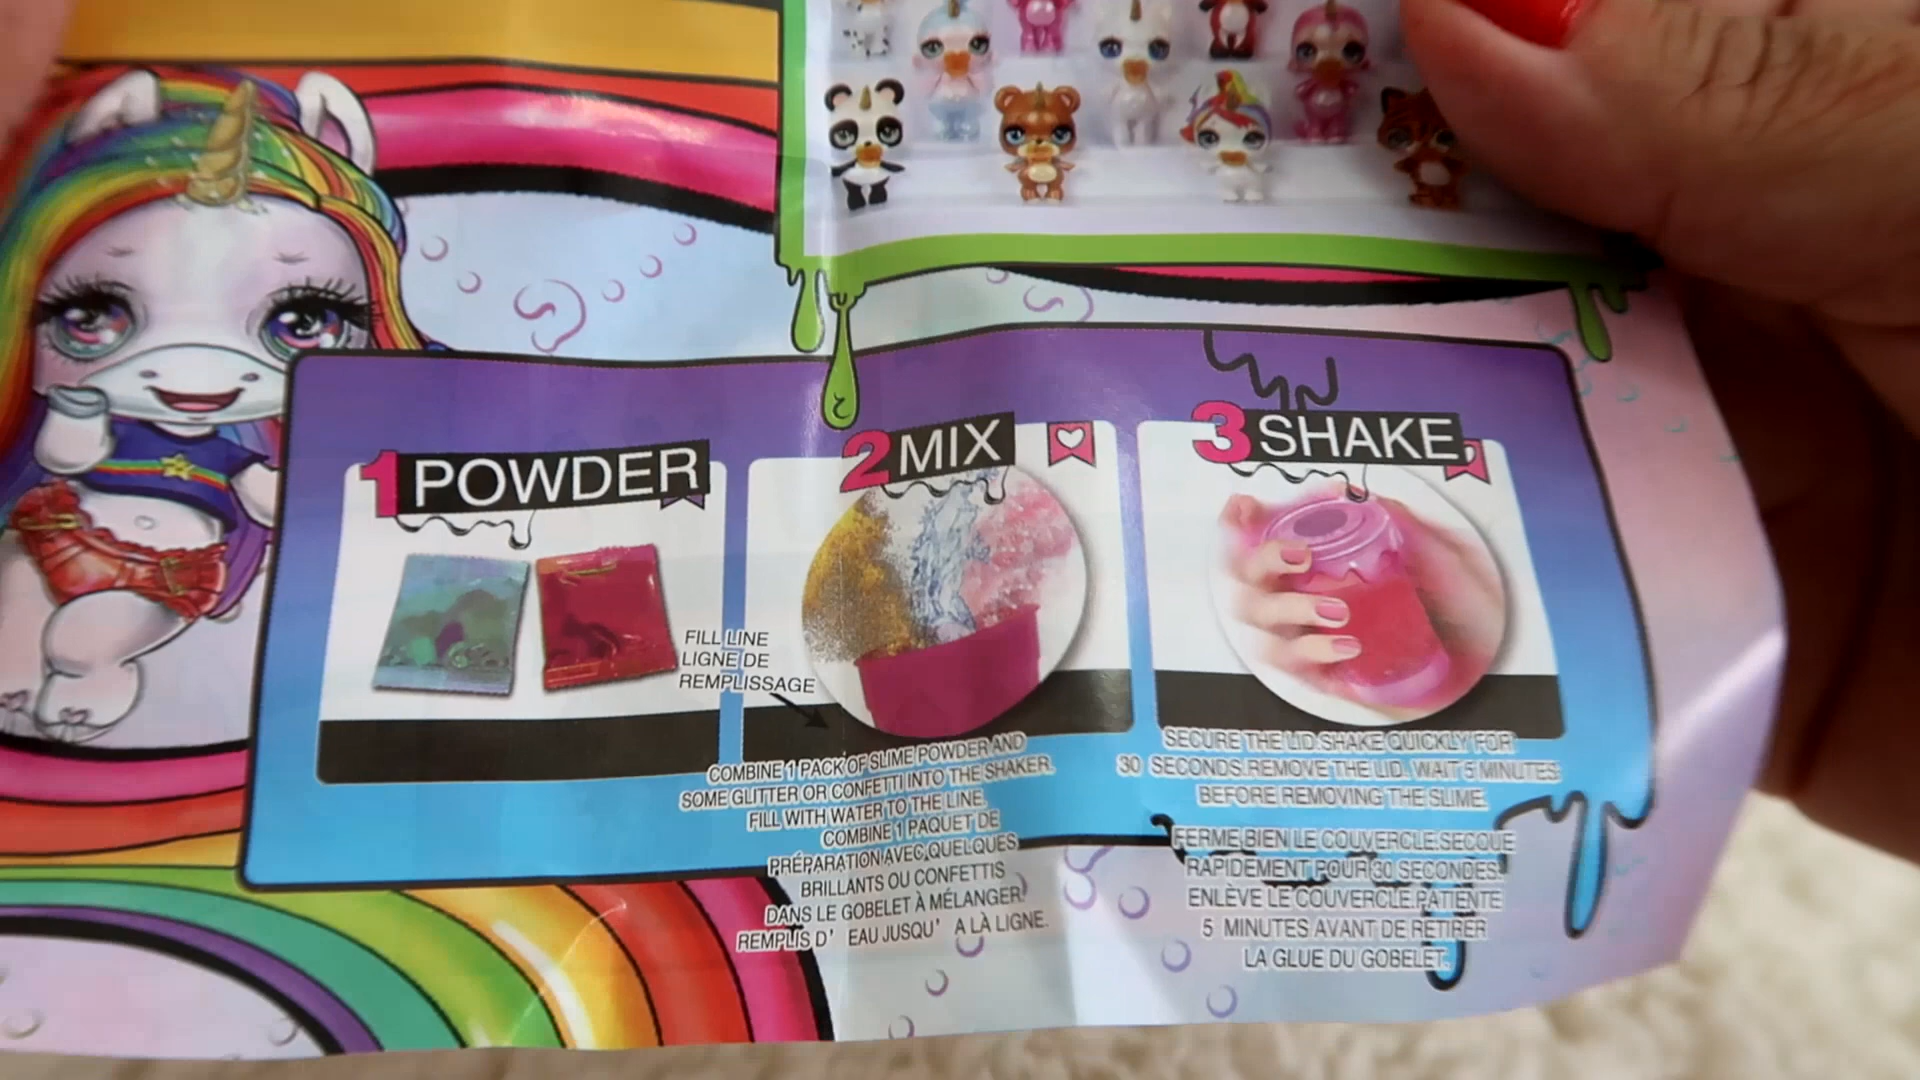 1 POWDER
2 MIX
3 SHAKE
FILL LINE
LIGNE DE
REMPLISSAGE
COMBINE 1 PACK OF SLIME POWDER AND
SOME GLITTER OR CONFETTI INTO THE SHAKER.
FILL WITH WATER TO THE LINE.
COMBINE 1 PAQUET DE
PRÉPARATION AVEC QUELQUES
BRILLANTS OU CONFETTIS
DANS LE GOBELET À MÉLANGER.
REMPLIS D' EAU JUSQU' A LÀ LIGNE.
SECURE THE LID.SHAKE QUICKLY FOR
30 SECONDS.REMOVE THE LID. WAIT 5 MINUTES
BEFORE REMOVING THE SLIME.
FERME BIEN LE COUVERCLE.SECOUE
RAPIDEMENT POUR 30 SECONDES.
ENLÈVE LE COUVERCLE.PATIENTE
5 MINUTES AVANT DE RETIRER
LA GLUE DU GOBELET.